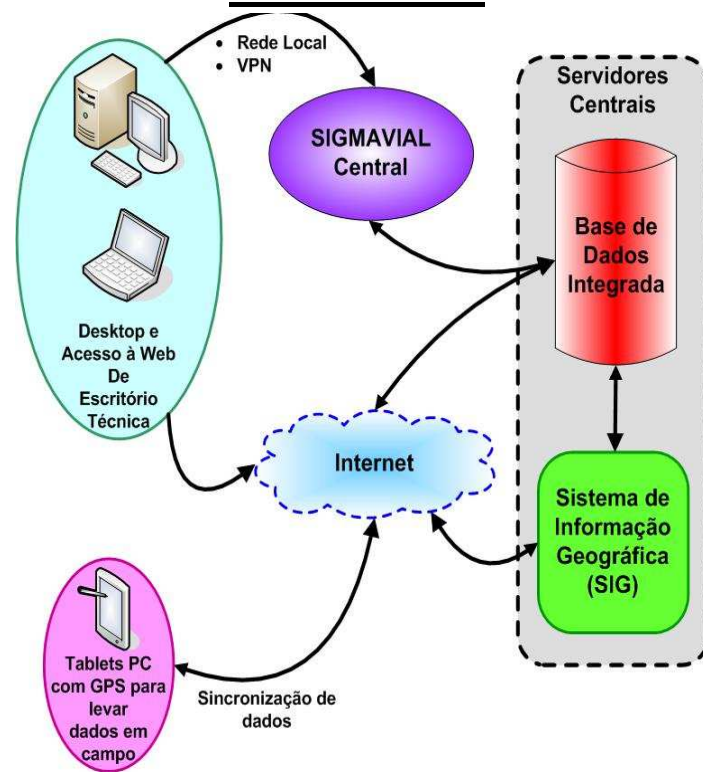 • Rede Local
• VPN
Servidores
Centrais
SIGMAVIAL
Central
Base de
Dados
Integrada
Desktop e
Acesso à Web
De
Escritório
Técnica
Internet
Sistema de
Informação
Geográfica
(SIG)
Tablets PC
com GPS para
levar
dados em
campo
Sincronização de
dados